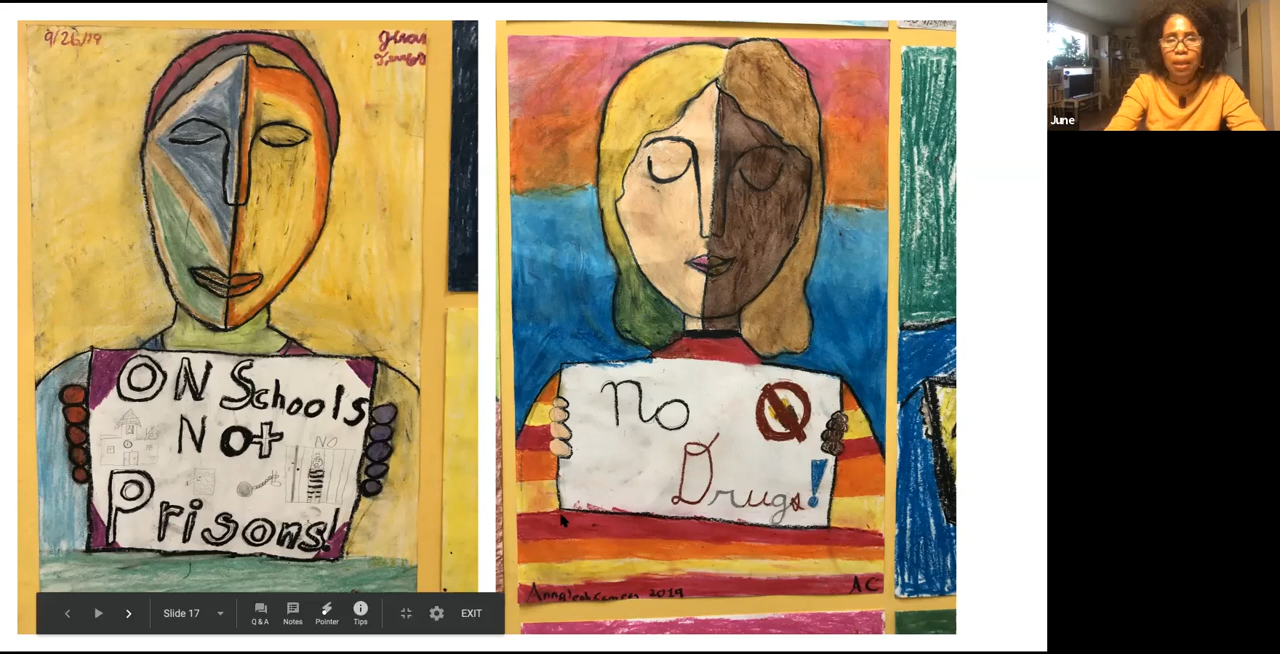 9/26/19
ON Schools
Not
NO
Prisons!
No
Drugs!
2019
AC
June
Slide 17
Q & A
Notes
Pointer
Tips
EXIT